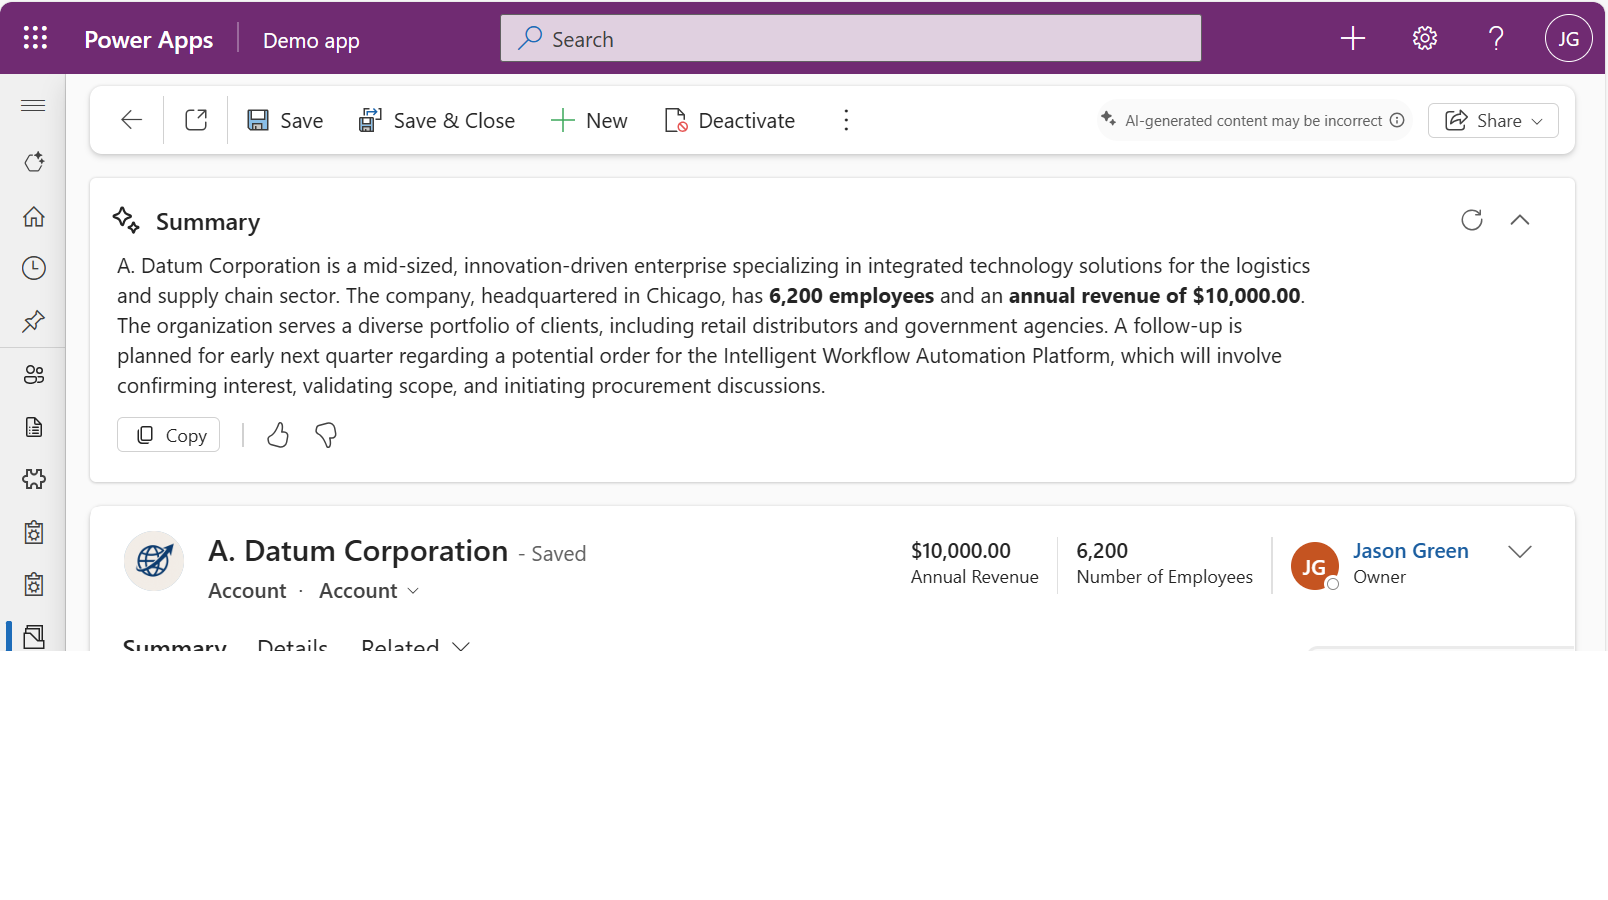 Power Apps
Demo app
Search
JG
Save
Save & Close
New
Deactivate
AI-generated content may be incorrect
Share
Summary
A. Datum Corporation is a mid-sized, innovation-driven enterprise specializing in integrated technology solutions for the logistics
and supply chain sector. The company, headquartered in Chicago, has 6,200 employees and an annual revenue of $10,000.00.
The organization serves a diverse portfolio of clients, including retail distributors and government agencies. A follow-up is
planned for early next quarter regarding a potential order for the Intelligent Workflow Automation Platform, which will involve
confirming interest, validating scope, and initiating procurement discussions.
Copy
A. Datum Corporation - Saved
Account · Account
$10,000.00
Annual Revenue
6,200
Number of Employees
JG
Jason Green
Owner
Summary
Details
Related